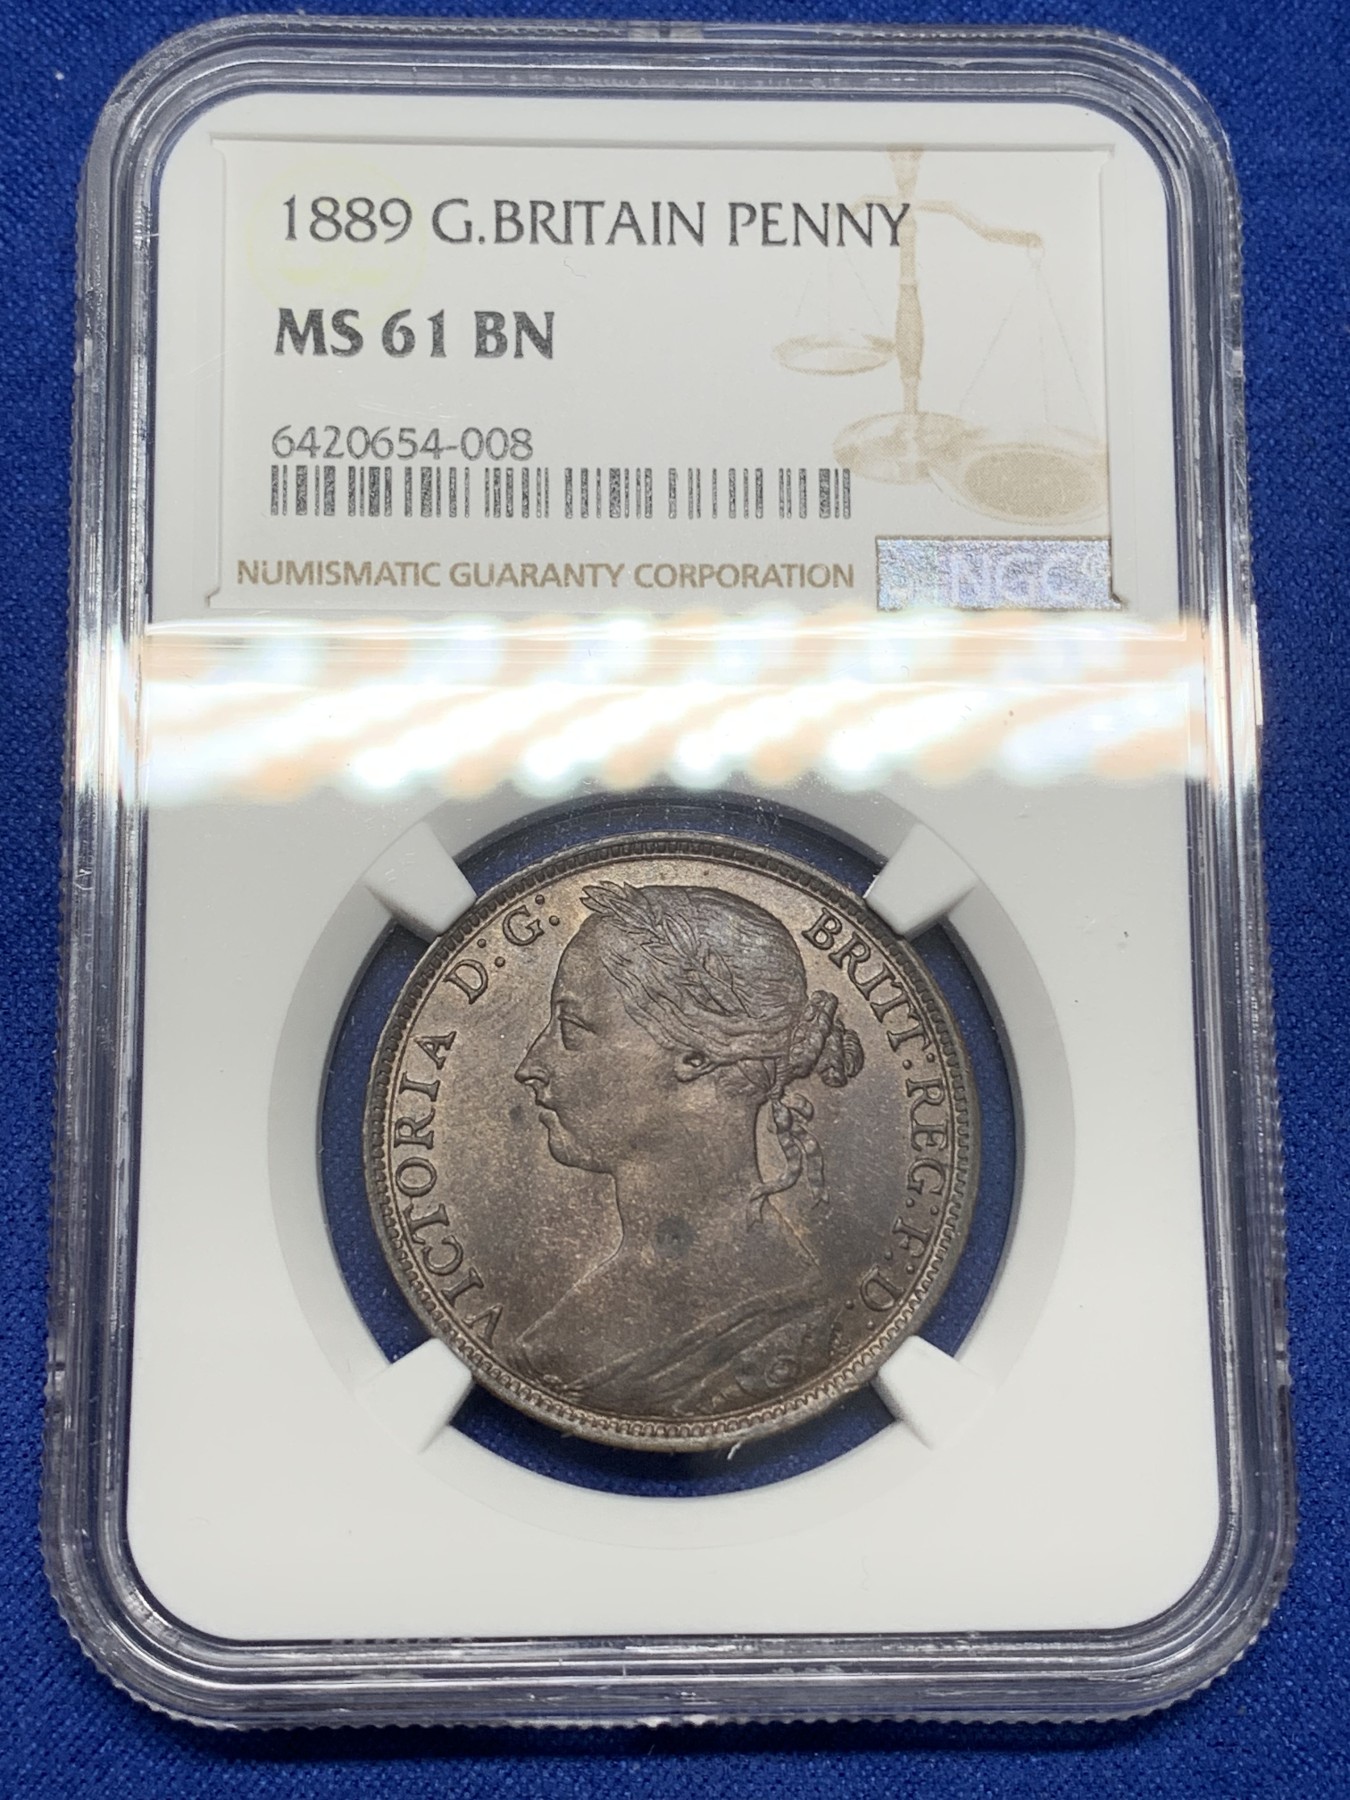 1889 G.BRITAIN PENNY
MS 61 BN
6420654-008
NUMISMATIC GUARANTY CORPORATION
NGC
VICTORIA D:G: BRITT:REG:F:D: